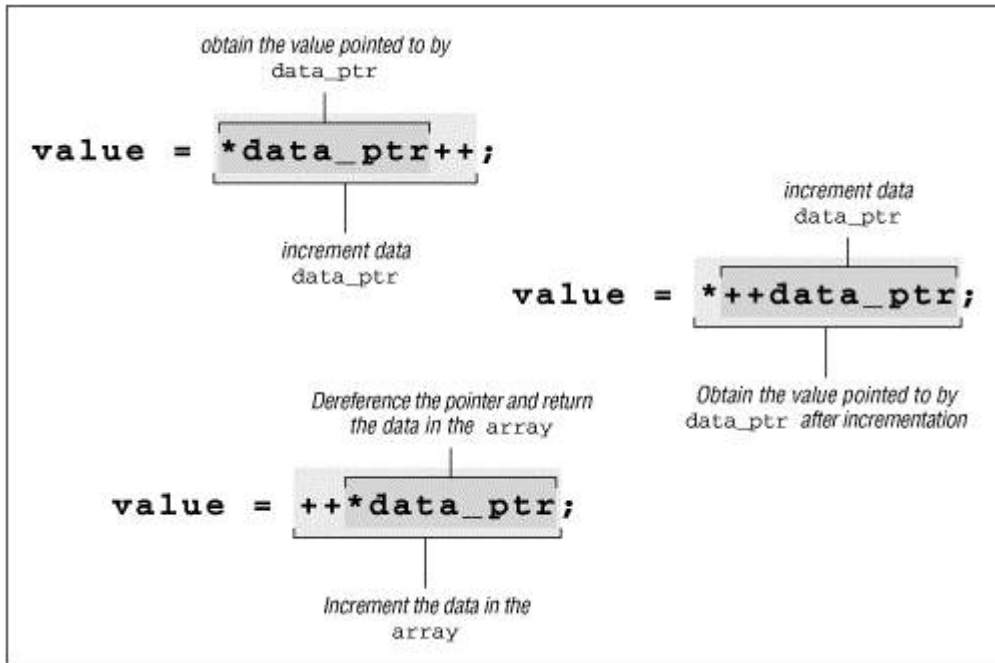 obtain the value pointed to by
data_ptr
value = *data_ptr++;
increment data
data_ptr
increment data
data_ptr
value = *++data_ptr;
Obtain the value pointed to by
data_ptr after incrementation
Dereference the pointer and return
the data in the array
value = ++*data_ptr;
Increment the data in the
array